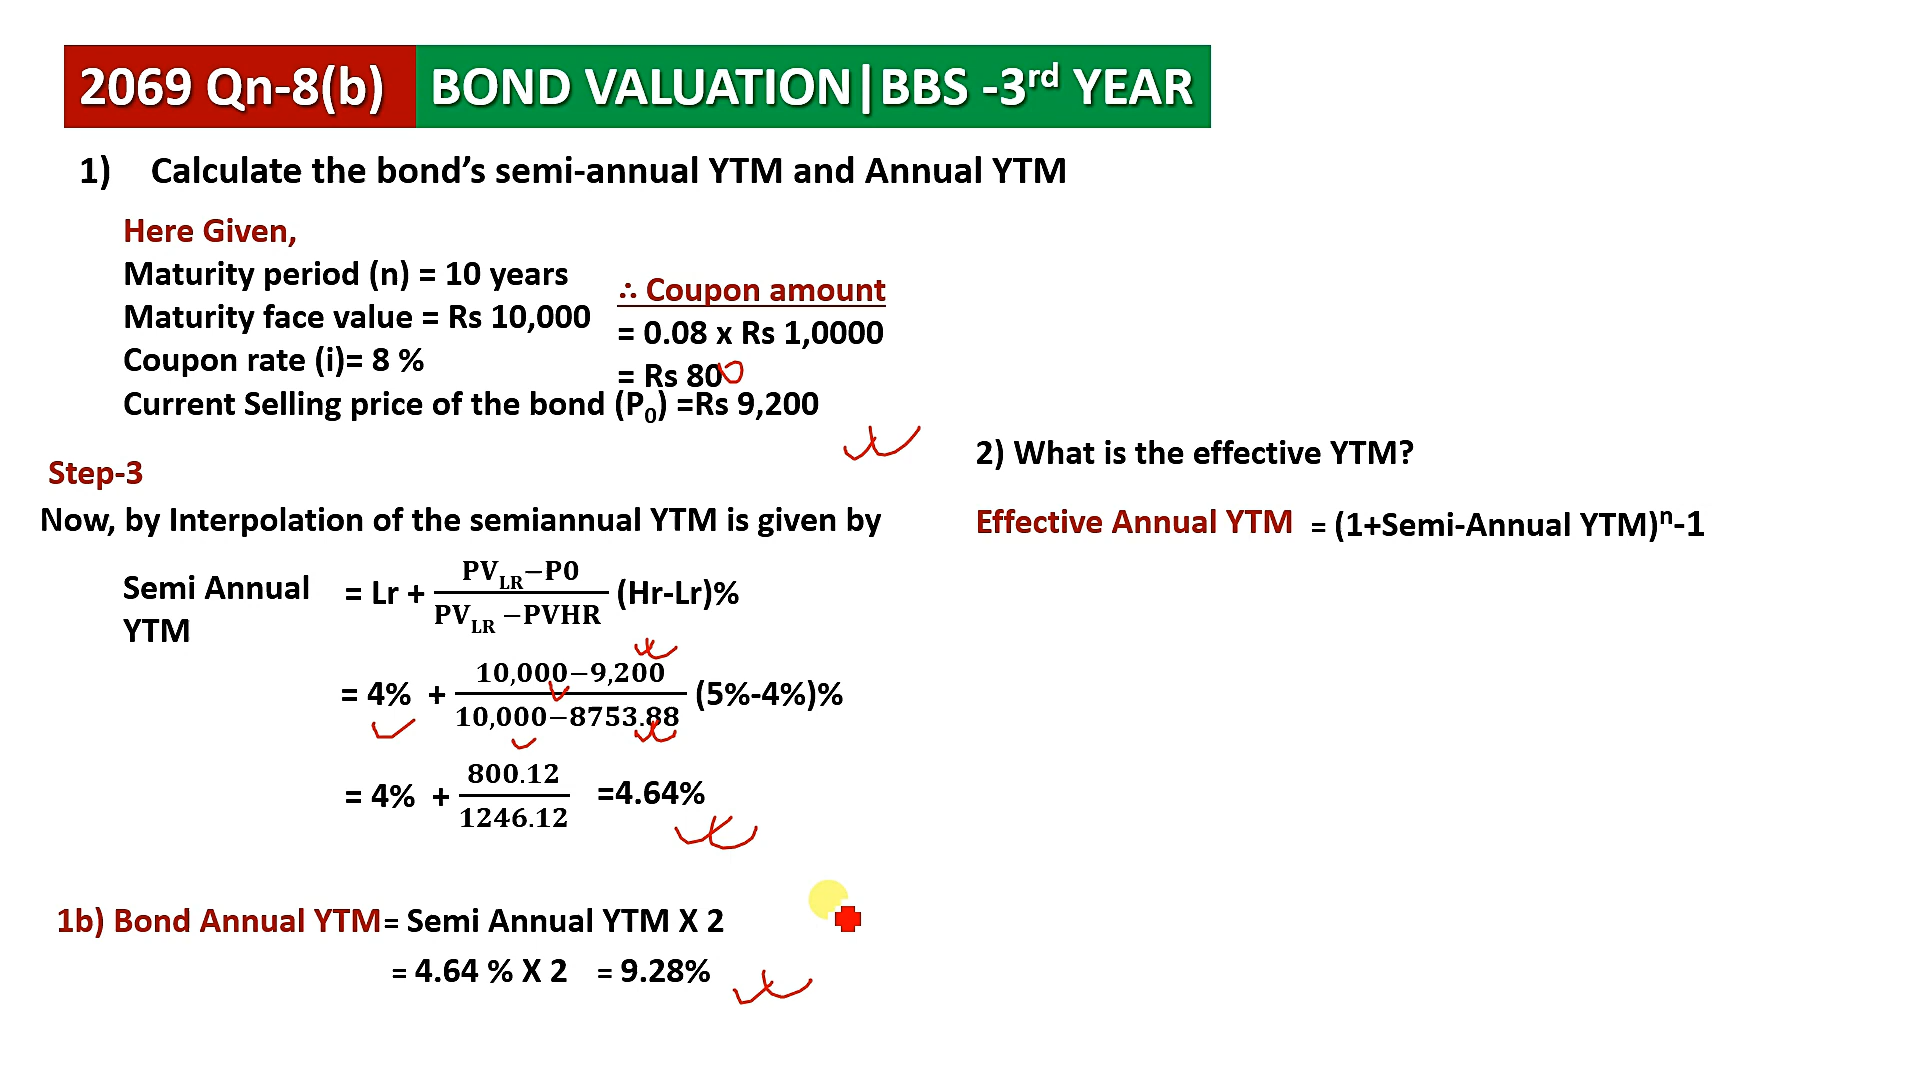 2069 Qn-8(b) BOND VALUATION|BBS -3rd YEAR
1) Calculate the bond’s semi-annual YTM and Annual YTM
Here Given,
Maturity period (n) = 10 years
Maturity face value = Rs 10,000
Coupon rate (i)= 8 %
Current Selling price of the bond (P0) =Rs 9,200
∴ Coupon amount
= 0.08 x Rs 1,0000
= Rs 800
Step-3
Now, by Interpolation of the semiannual YTM is given by
Semi Annual YTM = Lr + (PVLR−P0)/(PVLR −PVHR) (Hr-Lr)%
= 4% + (10,000−9,200)/(10,000−8753.88) (5%-4%)%
= 4% + 800.12/1246.12 =4.64%
1b) Bond Annual YTM= Semi Annual YTM X 2
= 4.64 % X 2 = 9.28%
2) What is the effective YTM?
Effective Annual YTM = (1+Semi-Annual YTM)n-1